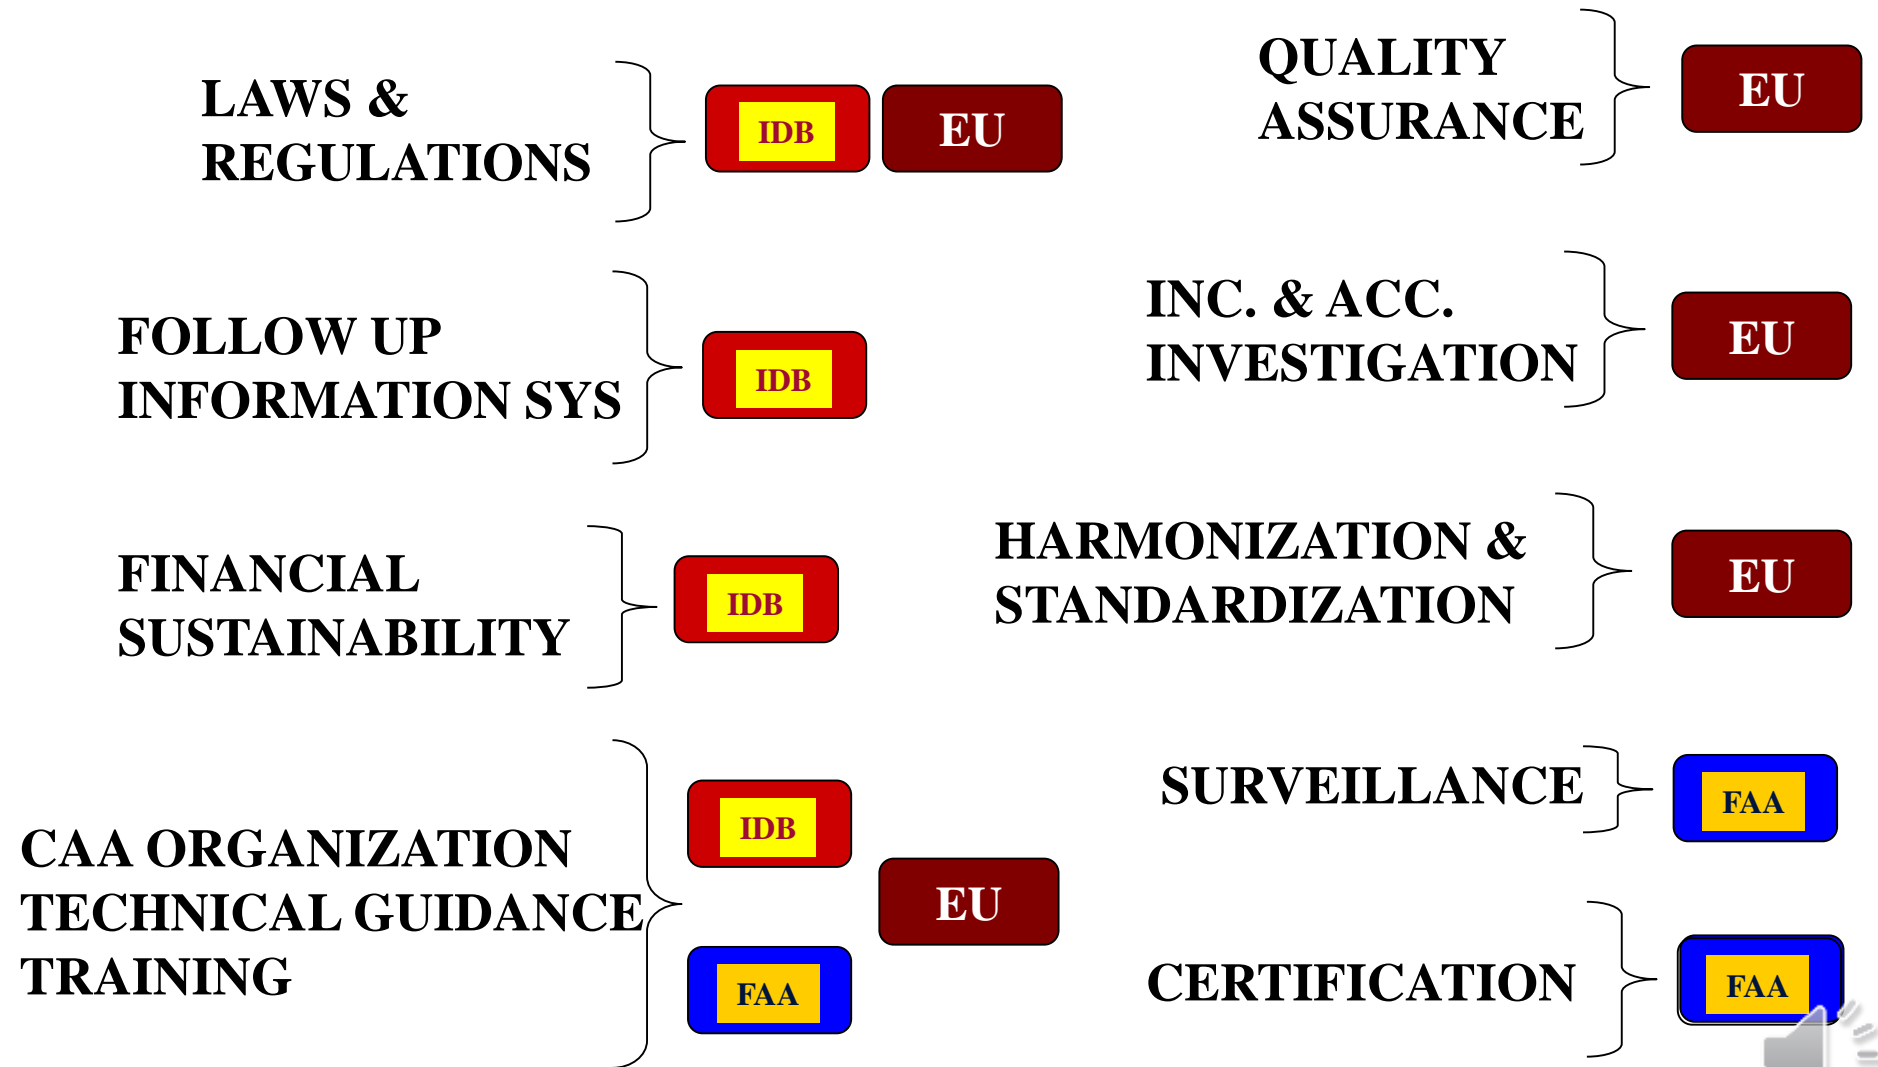 LAWS &
REGULATIONS
IDB
EU
FOLLOW UP
INFORMATION SYS
IDB
FINANCIAL
SUSTAINABILITY
IDB
CAA ORGANIZATION
TECHNICAL GUIDANCE
TRAINING
IDB
EU
FAA
QUALITY
ASSURANCE
EU
INC. & ACC.
INVESTIGATION
EU
HARMONIZATION &
STANDARDIZATION
EU
SURVEILLANCE
FAA
CERTIFICATION
FAA